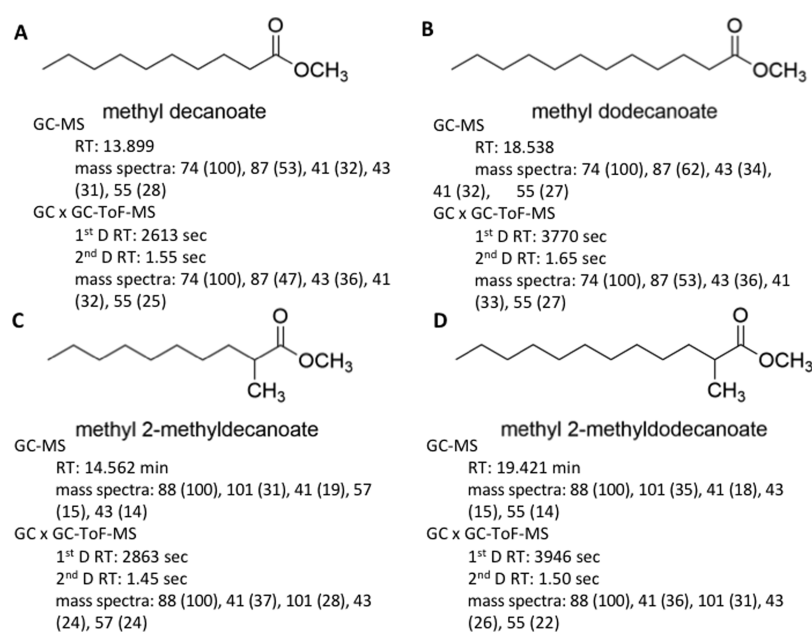 A
O
OCH3
methyl decanoate
GC-MS
RT: 13.899
mass spectra: 74 (100), 87 (53), 41 (32), 43
(31), 55 (28)
GC x GC-ToF-MS
1st D RT: 2613 sec
2nd D RT: 1.55 sec
mass spectra: 74 (100), 87 (47), 43 (36), 41
(32), 55 (25)
B
O
OCH3
methyl dodecanoate
GC-MS
RT: 18.538
mass spectra: 74 (100), 87 (62), 43 (34),
41 (32), 55 (27)
GC x GC-ToF-MS
1st D RT: 3770 sec
2nd D RT: 1.65 sec
mass spectra: 74 (100), 87 (53), 43 (36), 41
(33), 55 (27)
C
O
OCH3
CH3
methyl 2-methyldecanoate
GC-MS
RT: 14.562 min
mass spectra: 88 (100), 101 (31), 41 (19), 57
(15), 43 (14)
GC x GC-ToF-MS
1st D RT: 2863 sec
2nd D RT: 1.45 sec
mass spectra: 88 (100), 41 (37), 101 (28), 43
(24), 57 (24)
D
O
OCH3
CH3
methyl 2-methyldodecanoate
GC-MS
RT: 19.421 min
mass spectra: 88 (100), 101 (35), 41 (18), 43
(15), 55 (14)
GC x GC-ToF-MS
1st D RT: 3946 sec
2nd D RT: 1.50 sec
mass spectra: 88 (100), 41 (36), 101 (31), 43
(26), 55 (22)